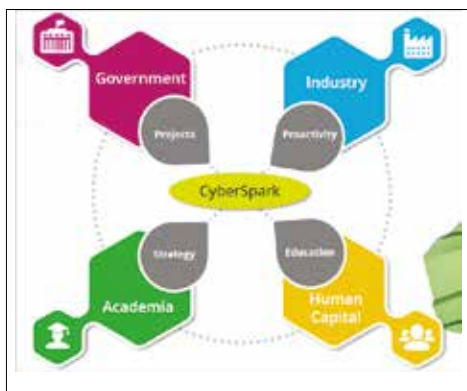 Government
Industry
Projects
Proactivity
CyberSpark
Strategy
Education
Academia
Human
Capital